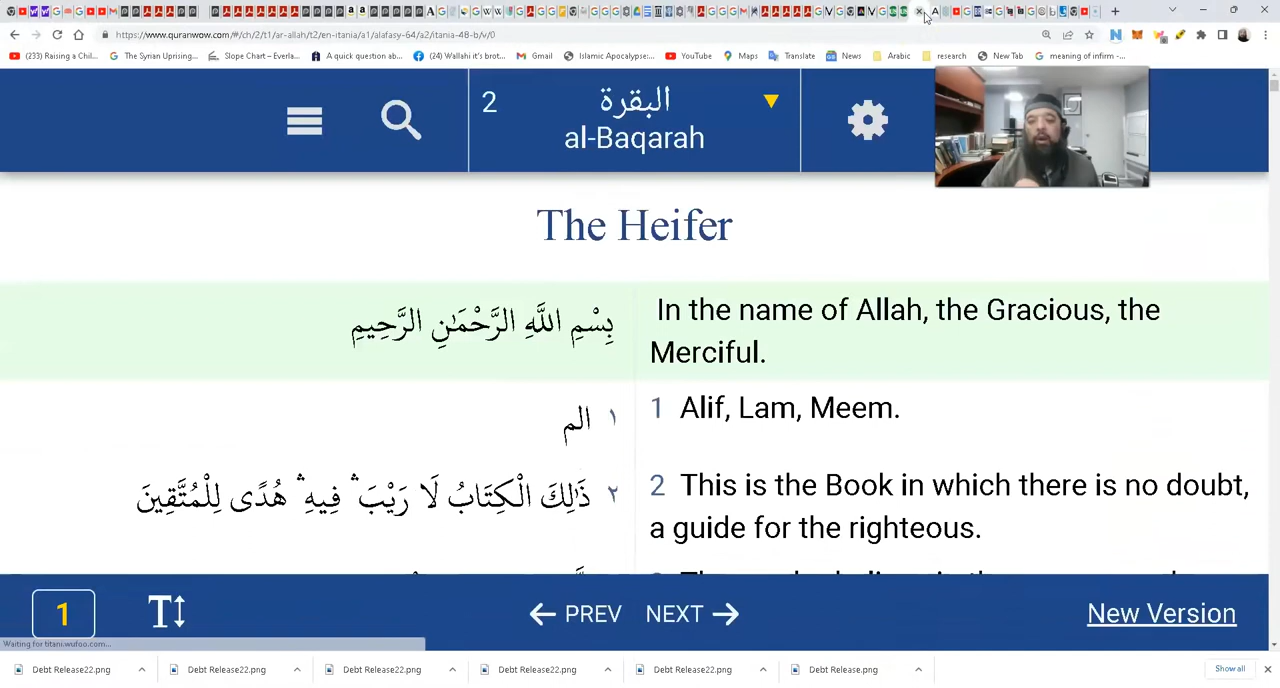 https://www.quranwow.com/#/ch/2/t1/ar-allah/t2/en-itania/a1/alafasy-64/a2/itania-48-b/v/0
(233) Raising a Chil...
The Syrian Uprising...
Slope Chart – Everla...
A quick question ab...
(24) Wallahi it's brot...
Gmail
Islamic Apocalypse:...
YouTube
Maps
Translate
News
Arabic
research
New Tab
meaning of infirm -...
2
البقرة
al-Baqarah
The Heifer
بِسْمِ اللَّهِ الرَّحْمَٰنِ الرَّحِيمِ
In the name of Allah, the Gracious, the
Merciful.
١ الم
1 Alif, Lam, Meem.
٢ ذَٰلِكَ الْكِتَابُ لَا رَيْبَ ۛ فِيهِ ۛ هُدًى لِلْمُتَّقِينَ
2 This is the Book in which there is no doubt,
a guide for the righteous.
1
T
PREV
NEXT
New Version
Waiting for titani.wufoo.com...
Debt Release22.png
Debt Release22.png
Debt Release22.png
Debt Release22.png
Debt Release22.png
Debt Release.png
Show all